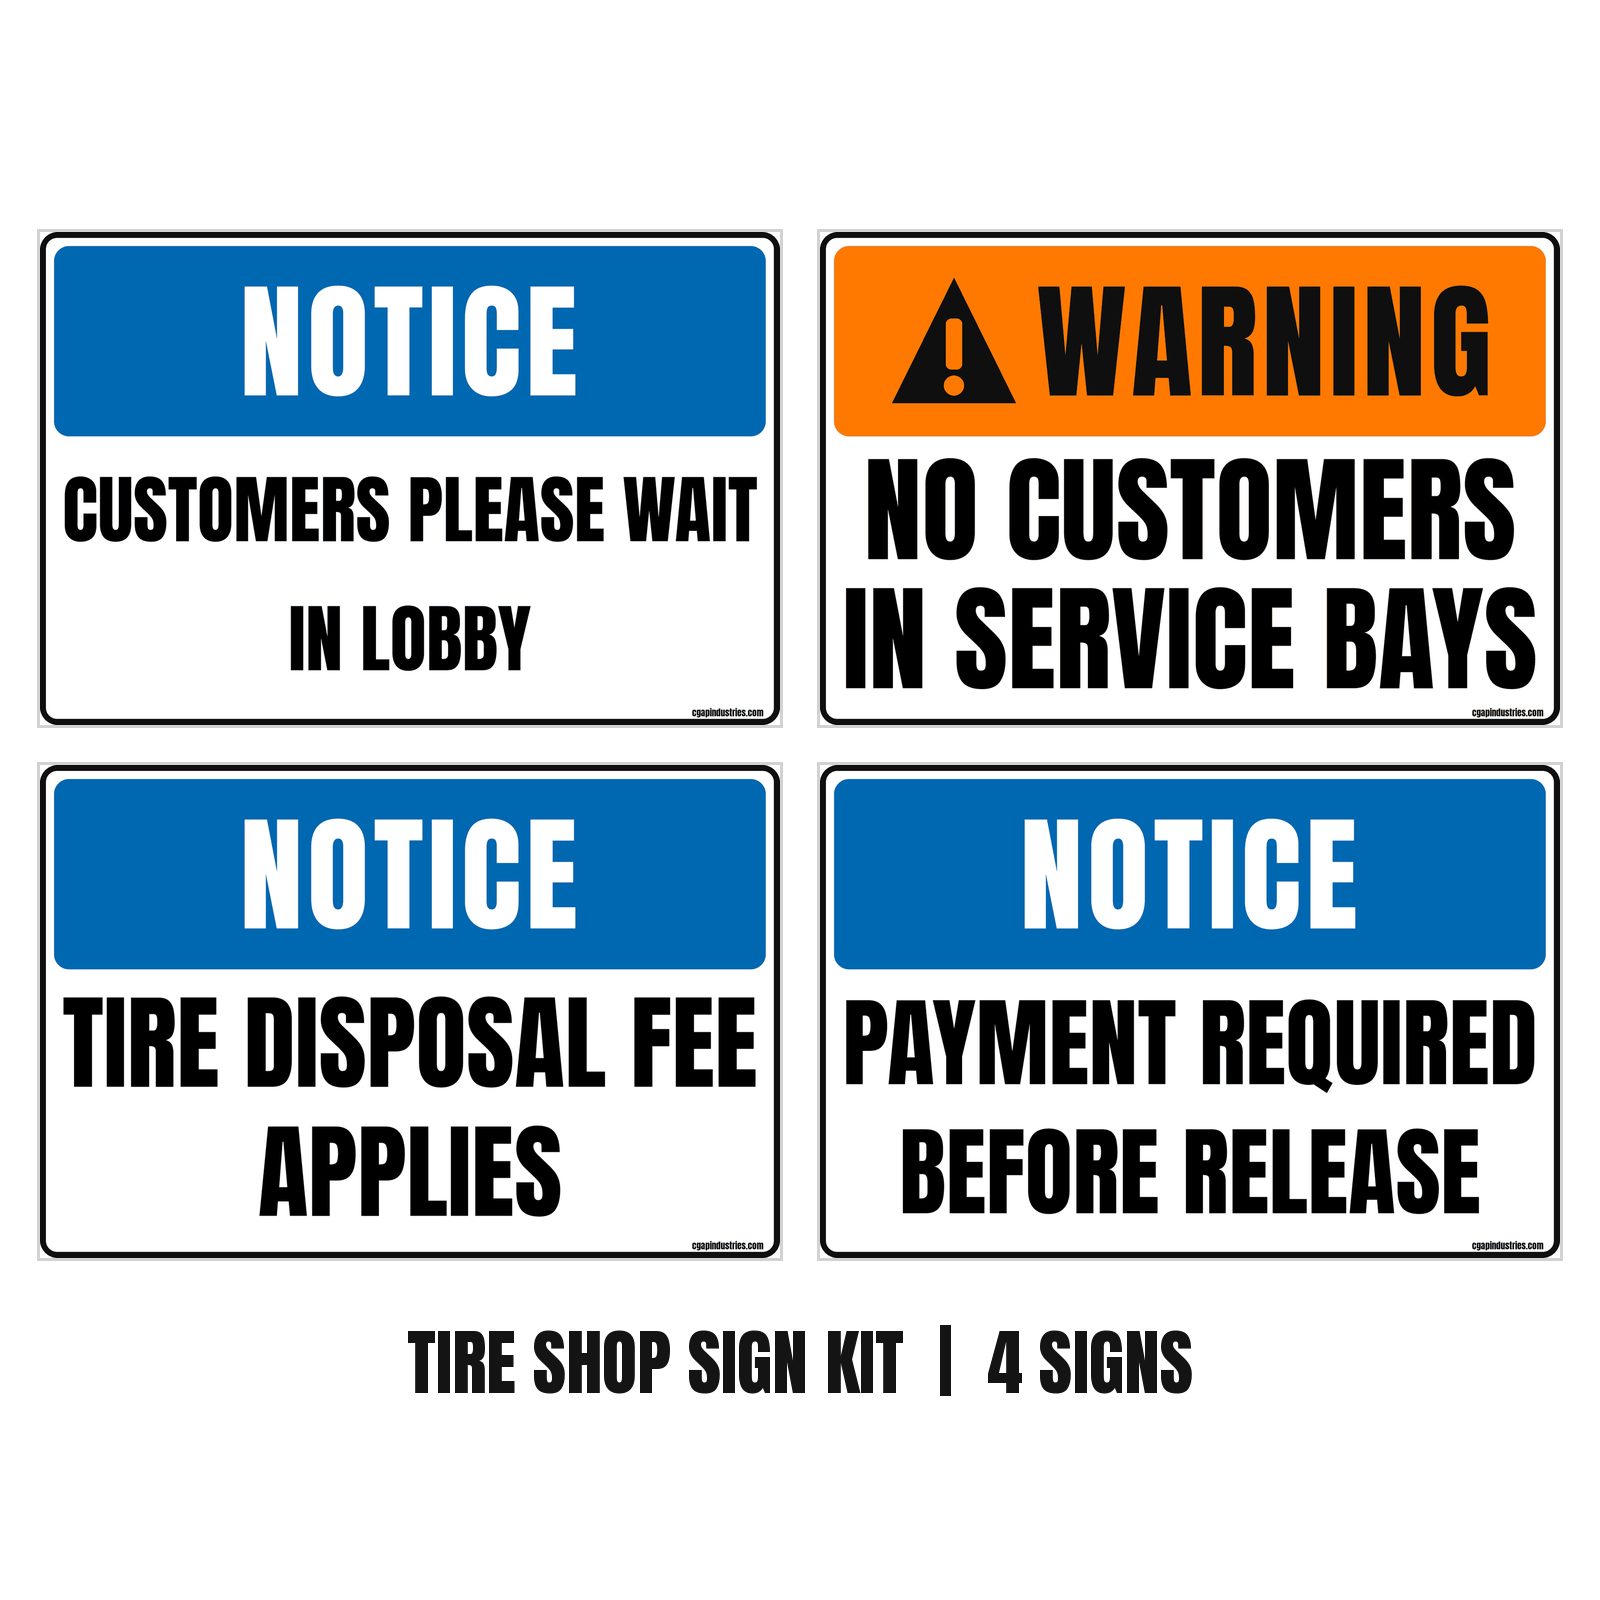 NOTICE
CUSTOMERS PLEASE WAIT
IN LOBBY
cgapindustries.com
WARNING
NO CUSTOMERS
IN SERVICE BAYS
cgapindustries.com
NOTICE
TIRE DISPOSAL FEE
APPLIES
cgapindustries.com
NOTICE
PAYMENT REQUIRED
BEFORE RELEASE
cgapindustries.com
TIRE SHOP SIGN KIT | 4 SIGNS